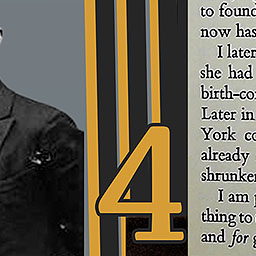 4
to found
now has
I later
she had
birth-co
Later in
York co
already
shrunken
I am p
thing to
and for g